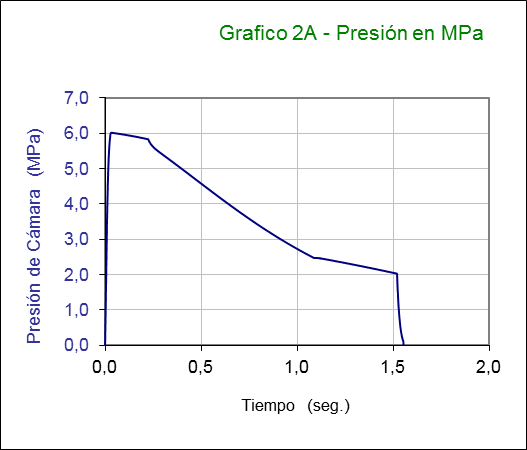 Grafico 2A - Presión en MPa
Presión de Cámara (MPa)
7,0
6,0
5,0
4,0
3,0
2,0
1,0
0,0
0,0 0,5 1,0 1,5 2,0
Tiempo (seg.)